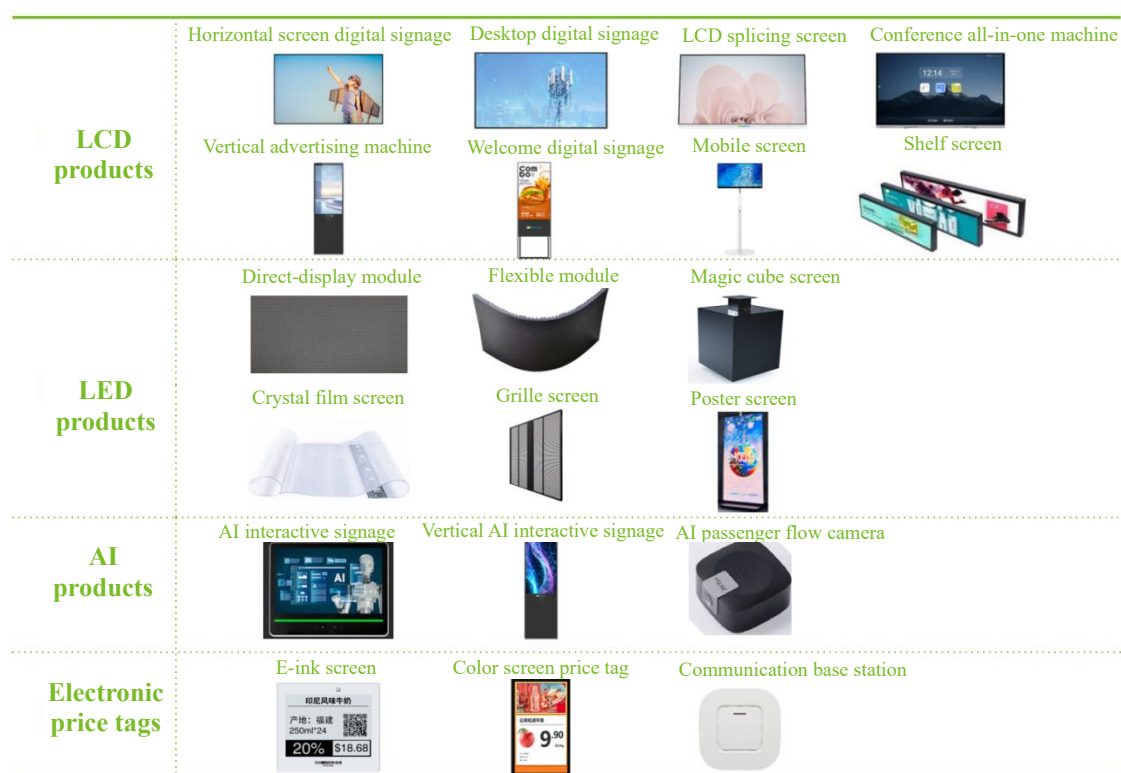 Horizontal screen digital signage
Desktop digital signage
LCD splicing screen
Conference all-in-one machine
12:14
LCD
products
Vertical advertising machine
Welcome digital signage
Mobile screen
Shelf screen
COMBO
Direct-display module
Flexible module
Magic cube screen
LED
products
Crystal film screen
Grille screen
Poster screen
AI interactive signage
Vertical AI interactive signage
AI passenger flow camera
AI
AI
products
E-ink screen
Color screen price tag
Communication base station
Electronic
price tags
印尼风味牛奶
产地：福建
250ml*24
20% $18.68
9.90